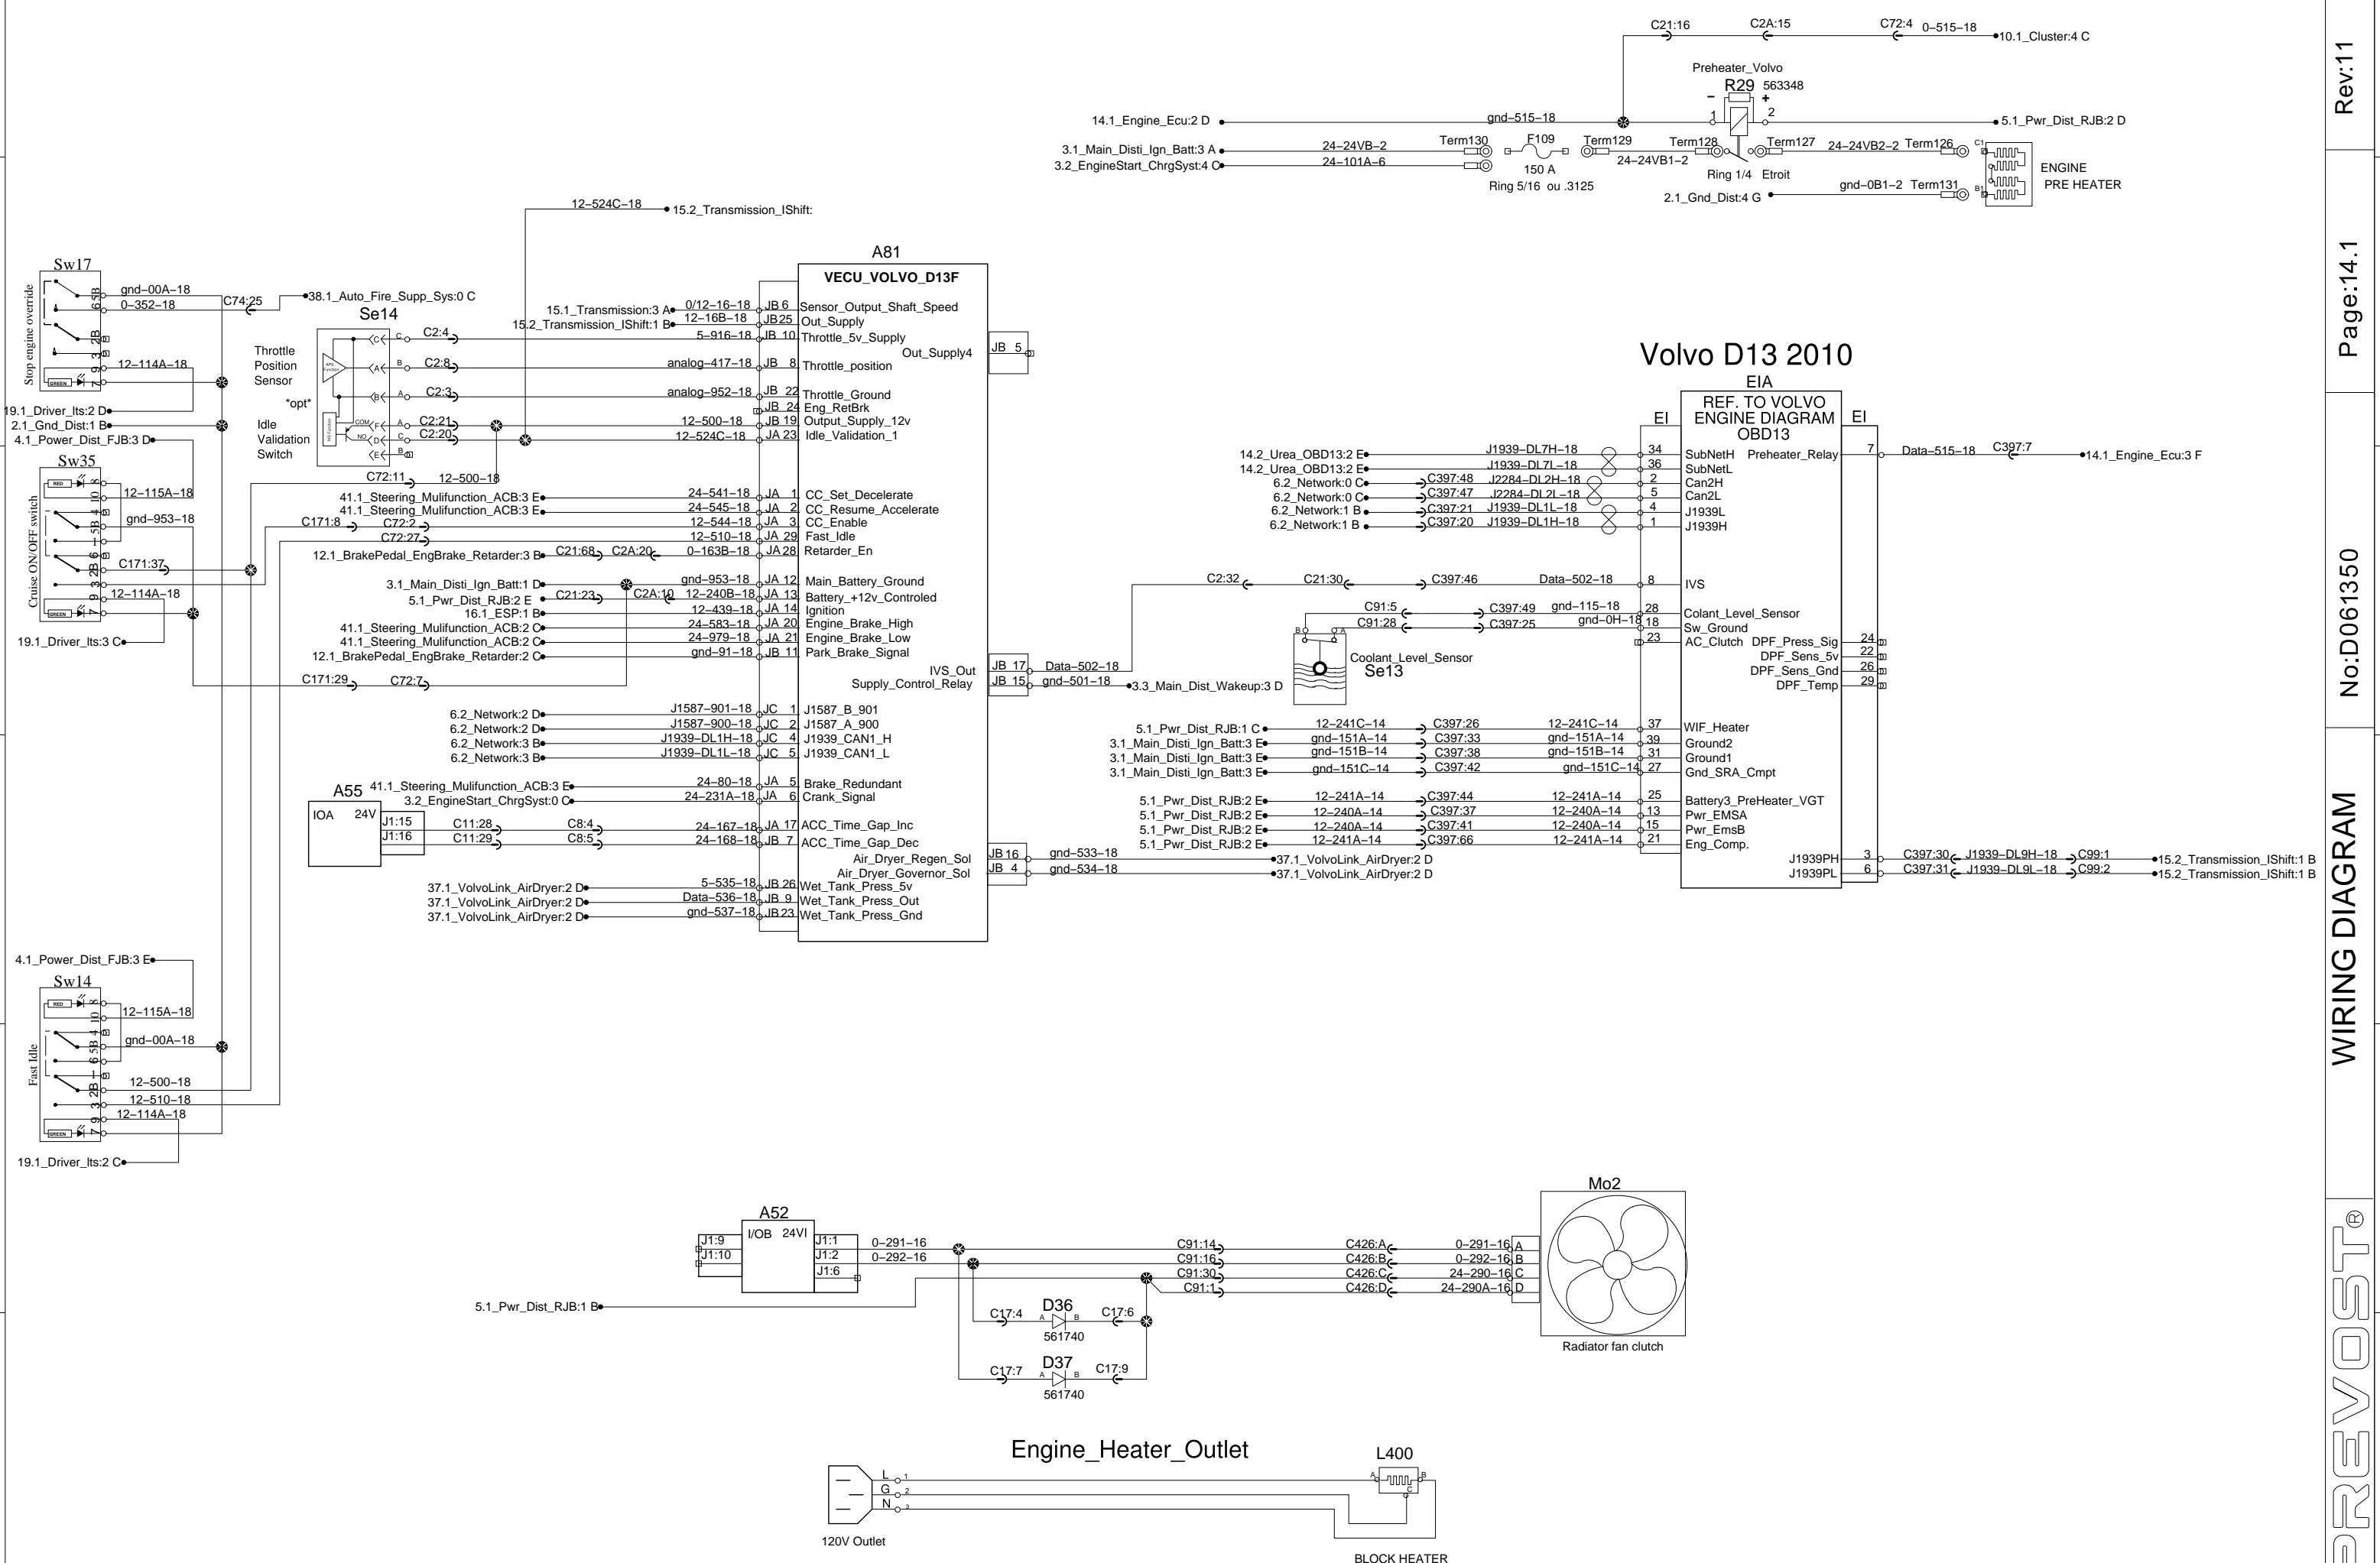 C21:16 C2A:15 C72:4 0-515-18 10.1_Cluster:4 C
Preheater_Volvo
R29 563348
- +
14.1_Engine_Ecu:2 D gnd-515-18 1 2 5.1_Pwr_Dist_RJB:2 D
3.1_Main_Disti_Ign_Batt:3 A 24-24VB-2 Term130 F109 Term129 Term128 Term127 24-24VB2-2 Term126 C1
3.2_EngineStart_ChrgSyst:4 C 24-101A-6 150 A 24-24VB1-2 ENGINE
Ring 5/16 ou .3125 Ring 1/4 Etroit PRE HEATER
2.1_Gnd_Dist:4 G gnd-0B1-2 Term131 B1
12-524C-18 15.2_Transmission_IShift:
Sw17
Stop engine override
gnd-00A-18 5B
0-352-18 6 C74:25 38.1_Auto_Fire_Supp_Sys:0 C
2B
3
12-114A-18 9
GREEN 7
19.1_Driver_lts:2 D
2.1_Gnd_Dist:1 B
4.1_Power_Dist_FJB:3 D
Se14
Throttle
Position
Sensor
*opt*
Idle
Validation
Switch
C C C2:4
A B C2:8
B A C2:3
COM F A C2:21
NO D C C2:20
E B
C72:11 12-500-18
Sw35
Cruise ON/OFF switch
RED 8
10 12-115A-18
4
5B gnd-953-18
1
6
2B C171:37
3
9 12-114A-18
GREEN 7
19.1_Driver_lts:3 C
C171:8 C72:2
C72:27
C171:29 C72:7
A81
VECU_VOLVO_D13F
15.1_Transmission:3 A 0/12-16-18 JB 6 Sensor_Output_Shaft_Speed
15.2_Transmission_IShift:1 B 12-16B-18 JB 25 Out_Supply
5-916-18 JB 10 Throttle_5v_Supply
Out_Supply4 JB 5
analog-417-18 JB 8 Throttle_position
analog-952-18 JB 22 Throttle_Ground
JB 24 Eng_RetBrk
12-500-18 JB 19 Output_Supply_12v
12-524C-18 JA 23 Idle_Validation_1
41.1_Steering_Mulifunction_ACB:3 E 24-541-18 JA 1 CC_Set_Decelerate
41.1_Steering_Mulifunction_ACB:3 E 24-545-18 JA 2 CC_Resume_Accelerate
12-544-18 JA 3 CC_Enable
12-510-18 JA 29 Fast_Idle
12.1_BrakePedal_EngBrake_Retarder:3 B C21:68 C2A:20 0-163B-18 JA 28 Retarder_En
3.1_Main_Disti_Ign_Batt:1 D gnd-953-18 JA 12 Main_Battery_Ground
5.1_Pwr_Dist_RJB:2 E C21:23 C2A:10 12-240B-18 JA 13 Battery_+12v_Controled
16.1_ESP:1 B 12-439-18 JA 14 Ignition
41.1_Steering_Mulifunction_ACB:2 C 24-583-18 JA 20 Engine_Brake_High
41.1_Steering_Mulifunction_ACB:2 C 24-979-18 JA 21 Engine_Brake_Low
12.1_BrakePedal_EngBrake_Retarder:2 C gnd-91-18 JB 11 Park_Brake_Signal
IVS_Out JB 17 Data-502-18
Supply_Control_Relay JB 15 gnd-501-18 3.3_Main_Dist_Wakeup:3 D
6.2_Network:2 D J1587-901-18 JC 1 J1587_B_901
6.2_Network:2 D J1587-900-18 JC 2 J1587_A_900
6.2_Network:3 B J1939-DL1H-18 JC 4 J1939_CAN1_H
6.2_Network:3 B J1939-DL1L-18 JC 5 J1939_CAN1_L
41.1_Steering_Mulifunction_ACB:3 E 24-80-18 JA 5 Brake_Redundant
3.2_EngineStart_ChrgSyst:0 C 24-231A-18 JA 6 Crank_Signal
A55
IOA 24V
J1:15 C11:28 C8:4 24-167-18 JA 17 ACC_Time_Gap_Inc
J1:16 C11:29 C8:5 24-168-18 JB 7 ACC_Time_Gap_Dec
Air_Dryer_Regen_Sol JB 16 gnd-533-18 37.1_VolvoLink_AirDryer:2 D
Air_Dryer_Governor_Sol JB 4 gnd-534-18 37.1_VolvoLink_AirDryer:2 D
37.1_VolvoLink_AirDryer:2 D 5-535-18 JB 26 Wet_Tank_Press_5v
37.1_VolvoLink_AirDryer:2 D Data-536-18 JB 9 Wet_Tank_Press_Out
37.1_VolvoLink_AirDryer:2 D gnd-537-18 JB 23 Wet_Tank_Press_Gnd
Volvo D13 2010
EIA
REF. TO VOLVO
ENGINE DIAGRAM
OBD13
EI EI
14.2_Urea_OBD13:2 E J1939-DL7H-18 34 SubNetH Preheater_Relay 7 Data-515-18 C397:7 14.1_Engine_Ecu:3 F
14.2_Urea_OBD13:2 E J1939-DL7L-18 36 SubNetL
6.2_Network:0 C C397:48 J2284-DL2H-18 2 Can2H
6.2_Network:0 C C397:47 J2284-DL2L-18 5 Can2L
6.2_Network:1 B C397:21 J1939-DL1L-18 4 J1939L
6.2_Network:1 B C397:20 J1939-DL1H-18 1 J1939H
C2:32 C21:30 C397:46 Data-502-18 8 IVS
C91:5 C397:49 gnd-115-18 28 Colant_Level_Sensor
B A C91:28 C397:25 gnd-0H-18 18 Sw_Ground
23 AC_Clutch DPF_Press_Sig 24
DPF_Sens_5v 22
DPF_Sens_Gnd 26
DPF_Temp 29
Coolant_Level_Sensor
Se13
5.1_Pwr_Dist_RJB:1 C 12-241C-14 C397:26 12-241C-14 37 WIF_Heater
3.1_Main_Disti_Ign_Batt:3 E gnd-151A-14 C397:33 gnd-151A-14 39 Ground2
3.1_Main_Disti_Ign_Batt:3 E gnd-151B-14 C397:38 gnd-151B-14 31 Ground1
3.1_Main_Disti_Ign_Batt:3 E gnd-151C-14 C397:42 gnd-151C-14 27 Gnd_SRA_Cmpt
5.1_Pwr_Dist_RJB:2 E 12-241A-14 C397:44 12-241A-14 25 Battery3_PreHeater_VGT
5.1_Pwr_Dist_RJB:2 E 12-240A-14 C397:37 12-240A-14 13 Pwr_EMSA
5.1_Pwr_Dist_RJB:2 E 12-240A-14 C397:41 12-240A-14 15 Pwr_EmsB
5.1_Pwr_Dist_RJB:2 E 12-241A-14 C397:66 12-241A-14 21 Eng_Comp.
J1939PH 3 C397:30 J1939-DL9H-18 C99:1 15.2_Transmission_IShift:1 B
J1939PL 6 C397:31 J1939-DL9L-18 C99:2 15.2_Transmission_IShift:1 B
4.1_Power_Dist_FJB:3 E
Sw14
Fast Idle
RED 8
10 12-115A-18
4
5B gnd-00A-18
6
1
2B 12-500-18
3 12-510-18
9 12-114A-18
GREEN 7
19.1_Driver_lts:2 C
A52
I/OB 24VI
J1:9 J1:1 0-291-16 C91:14 C426:A 0-291-16 A
J1:10 J1:2 0-292-16 C91:16 C426:B 0-292-16 B
J1:6 C91:30 C426:C 24-290-16 C
C91:1 C426:D 24-290A-16 D
5.1_Pwr_Dist_RJB:1 B
C17:4 A D36 B C17:6
561740
C17:7 A D37 B C17:9
561740
Mo2
Radiator fan clutch
Engine_Heater_Outlet
L 1
G 2
N 3
120V Outlet
L400
A B
C
BLOCK HEATER
Rev:11
Page:14.1
No:D061350
WIRING DIAGRAM
PREVOST®